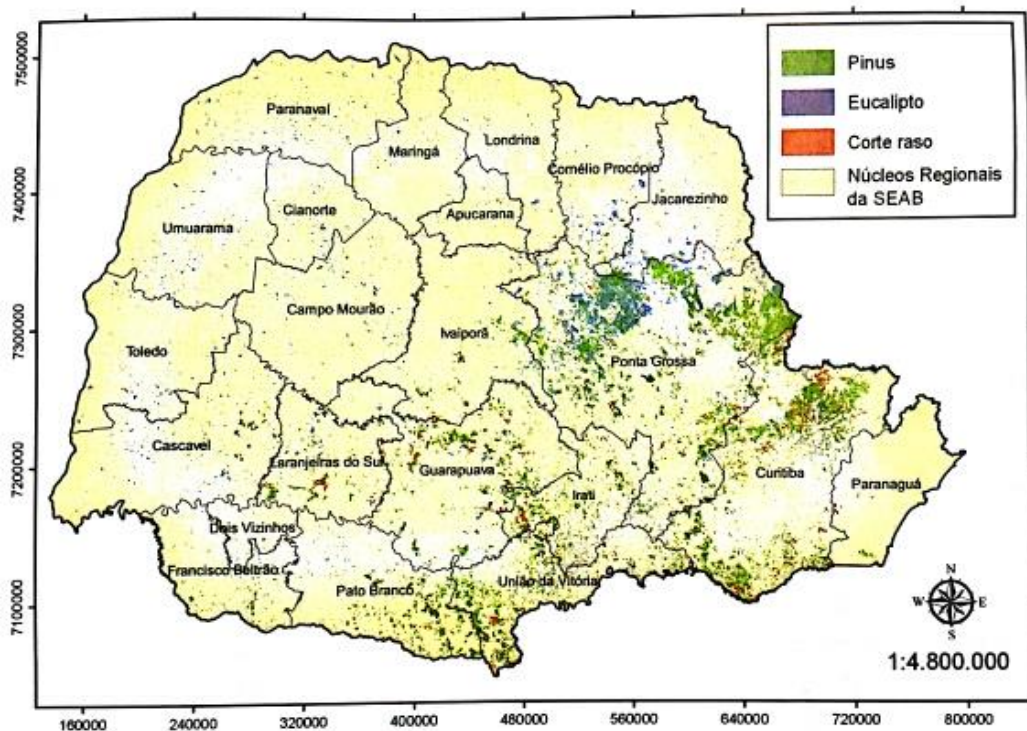 Pinus
Eucalipto
Corte raso
Núcleos Regionais
da SEAB
Paranavaí
Maringá
Londrina
Cornélio Procópio
Jacarezinho
Umuarama
Cianorte
Apucarana
Campo Mourão
Ivaiporã
Toledo
Ponta Grossa
Cascavel
Laranjeiras do Sul
Guarapuava
Irati
Curitiba
Paranaguá
Dois Vizinhos
Francisco Beltrão
Pato Branco
União da Vitória
N
W
E
S
1:4.800.000
7500000
7400000
7300000
7200000
7100000
160000
240000
320000
400000
480000
560000
640000
720000
800000